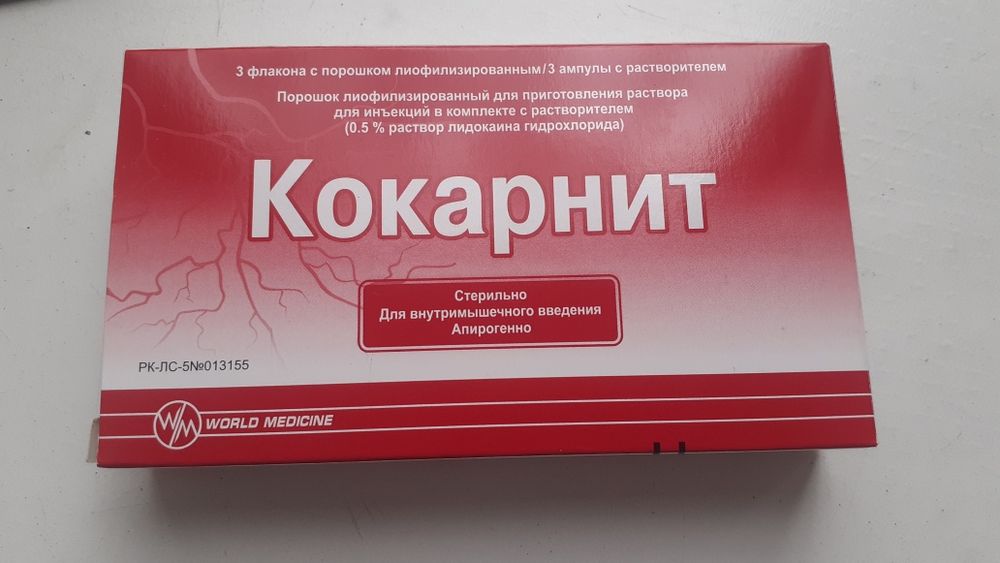 3 флакона с порошком лиофилизированным/3 ампулы с растворителем
Порошок лиофилизированный для приготовления раствора
для инъекций в комплекте с растворителем
(0.5 % раствор лидокаина гидрохлорида)
Кокарнит
Стерильно
Для внутримышечного введения
Апирогенно
РК-ЛС-5№013155
WM WORLD MEDICINE